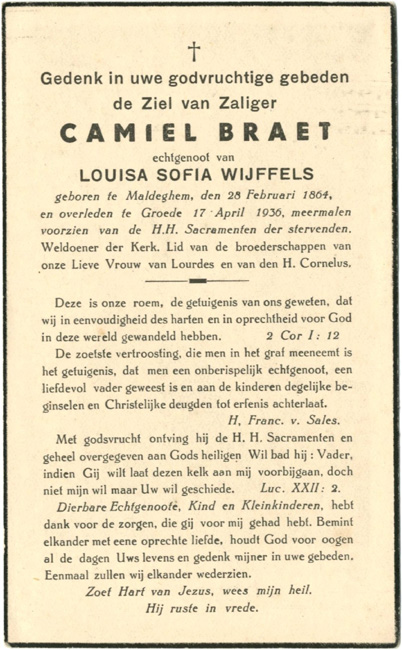 Gedenk in uwe godvruchtige gebeden
de Ziel van Zaliger
CAMIEL BRAET
echtgenoot van
LOUISA SOFIA WIJFFELS
geboren te Maldeghem, den 28 Februari 1864,
en overleden te Groede 17 April 1936, meermalen
voorzien van de H.H. Sacramenten der stervenden.
Weldoener der Kerk. Lid van de broederschappen van
onze Lieve Vrouw van Lourdes en van den H. Cornelus.
Deze is onze roem, de getuigenis van ons geweten, dat
wij in eenvoudigheid des harten en in oprechtheid voor God
in deze wereld gewandeld hebben. 2 Cor I: 12
De zoetste vertroosting, die men in het graf meeneemt is
het getuigenis, dat men een onberispelijk echtgenoot, een
liefdevol vader geweest is en aan de kinderen degelijke be-
ginselen en Christelijke deugden tot erfenis achterlaat.
H, Franc. v. Sales.
Met godsvrucht ontving hij de H. H. Sacramenten en
geheel overgegeven aan Gods heiligen Wil bad hij: Vader,
indien Gij wilt laat dezen kelk aan mij voorbijgaan, doch
niet mijn wil maar Uw wil geschiede. Luc. XXII: 2.
Dierbare Echtgenoote, Kind en Kleinkinderen, hebt
dank voor de zorgen, die gij voor mij gehad hebt. Bemint
elkander met eene oprechte liefde, houdt God voor oogen
al de dagen Uws levens en gedenk mijner in uwe gebeden.
Eenmaal zullen wij elkander wederzien.
Zoet Hart van Jezus, wees mijn heil.
Hij ruste in vrede.